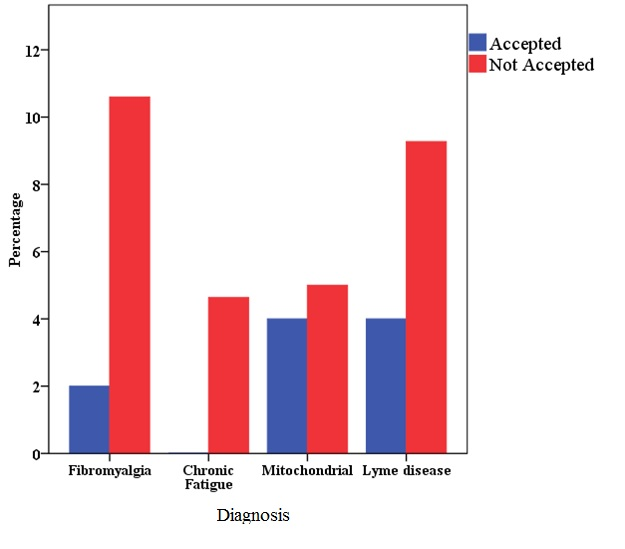 Accepted
Not Accepted
12
10
8
6
4
2
0
Percentage
Fibromyalgia
Chronic
Fatigue
Mitochondrial
Lyme disease
Diagnosis